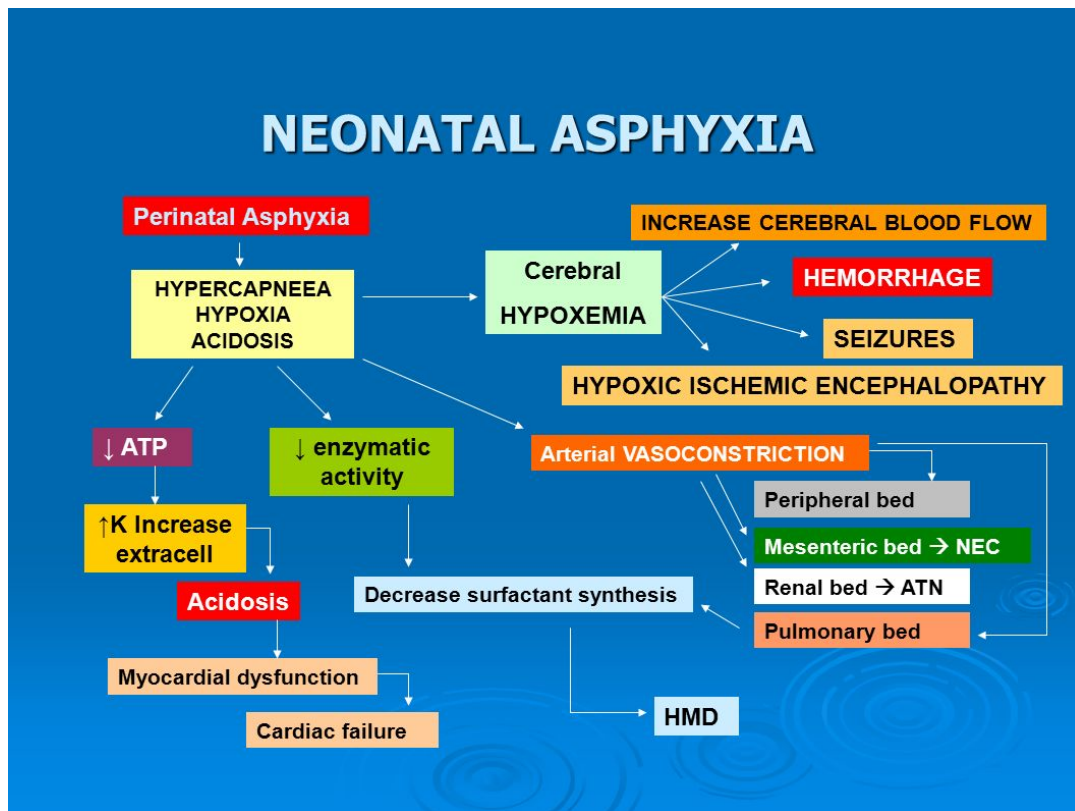 NEONATAL ASPHYXIA
Perinatal Asphyxia
HYPERCAPNEEA
HYPOXIA
ACIDOSIS
Cerebral
HYPOXEMIA
INCREASE CEREBRAL BLOOD FLOW
HEMORRHAGE
SEIZURES
HYPOXIC ISCHEMIC ENCEPHALOPATHY
↓ ATP
↓ enzymatic
activity
Arterial VASOCONSTRICTION
↑K Increase
extracell
Peripheral bed
Mesenteric bed → NEC
Renal bed → ATN
Pulmonary bed
Acidosis
Decrease surfactant synthesis
Myocardial dysfunction
Cardiac failure
HMD